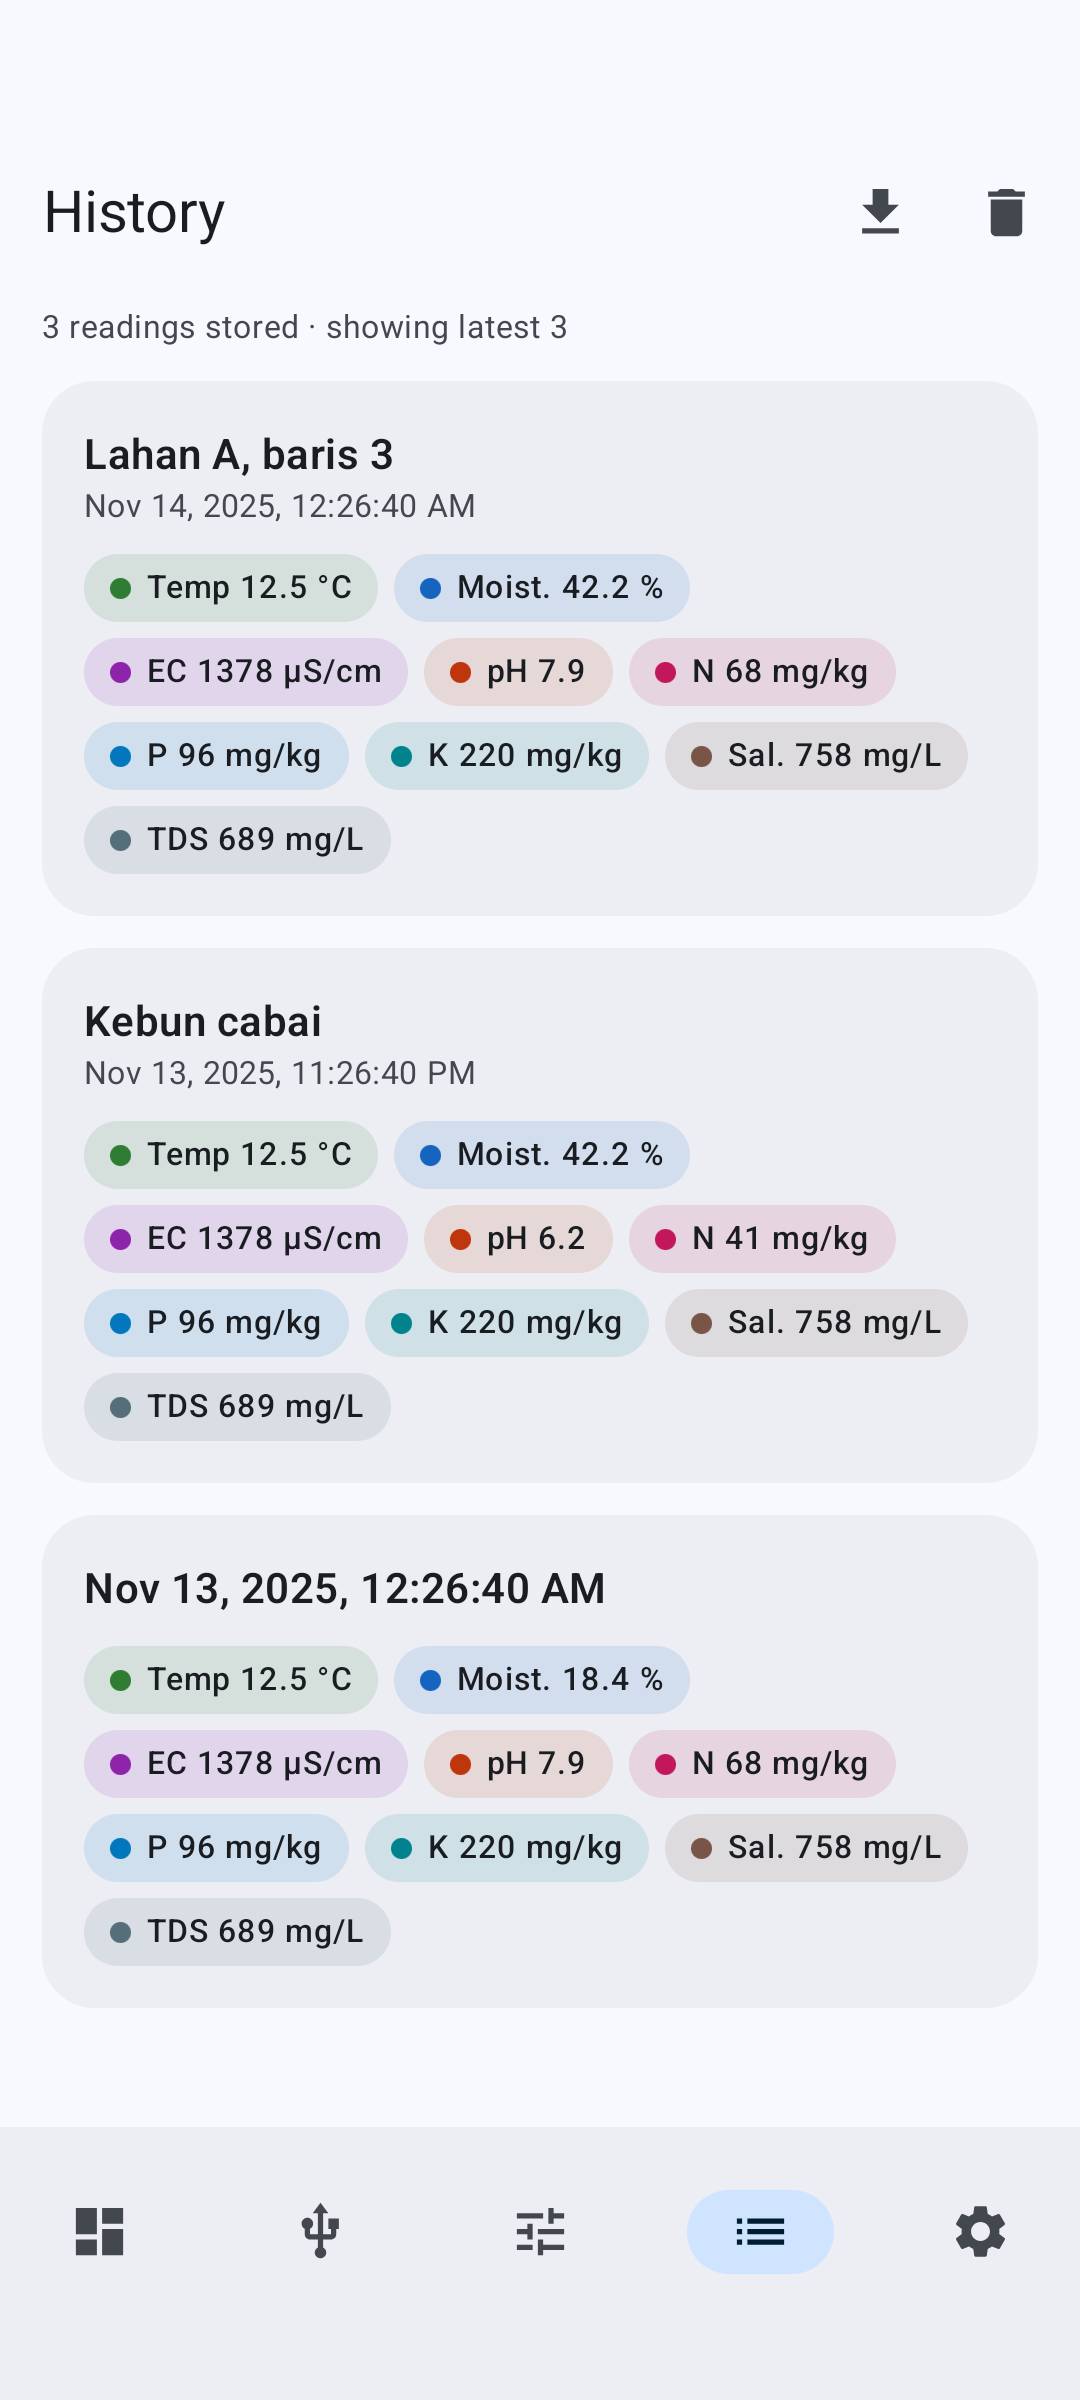 History
3 readings stored · showing latest 3
Lahan A, baris 3
Nov 14, 2025, 12:26:40 AM
Temp 12.5 °C Moist. 42.2 %
EC 1378 µS/cm pH 7.9 N 68 mg/kg
P 96 mg/kg K 220 mg/kg Sal. 758 mg/L
TDS 689 mg/L
Kebun cabai
Nov 13, 2025, 11:26:40 PM
Temp 12.5 °C Moist. 42.2 %
EC 1378 µS/cm pH 6.2 N 41 mg/kg
P 96 mg/kg K 220 mg/kg Sal. 758 mg/L
TDS 689 mg/L
Nov 13, 2025, 12:26:40 AM
Temp 12.5 °C Moist. 18.4 %
EC 1378 µS/cm pH 7.9 N 68 mg/kg
P 96 mg/kg K 220 mg/kg Sal. 758 mg/L
TDS 689 mg/L